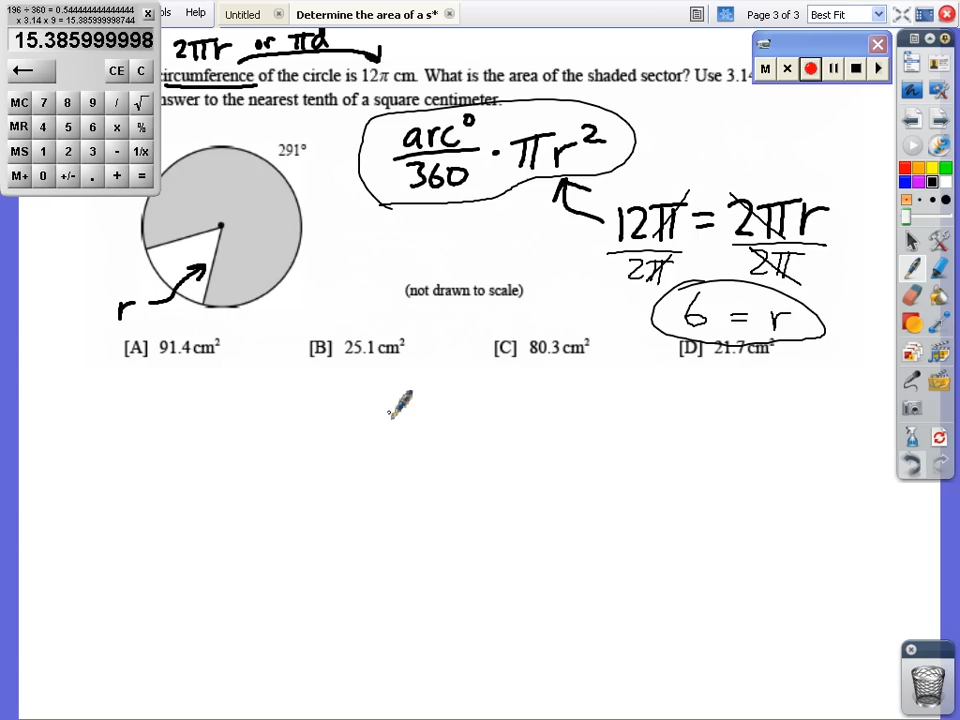 196 ÷ 360 = 0.54444444444444
x 3.14 x 9 = 15.385999998744
15.385999998
CE C
MC 7 8 9 / √
MR 4 5 6 x %
MS 1 2 3 - 1/x
M+ 0 +/- . + =
ols Help
Untitled
Determine the area of a s*
Page 3 of 3
Best Fit
M
2πr or πd
ircumference of the circle is 12π cm. What is the area of the shaded sector? Use 3.14
nswer to the nearest tenth of a square centimeter.
arc°
360
· πr²
291°
12π = 2πr
2π 2π
6 = r
r
(not drawn to scale)
[A] 91.4 cm² [B] 25.1 cm² [C] 80.3 cm² [D] 21.7 cm²